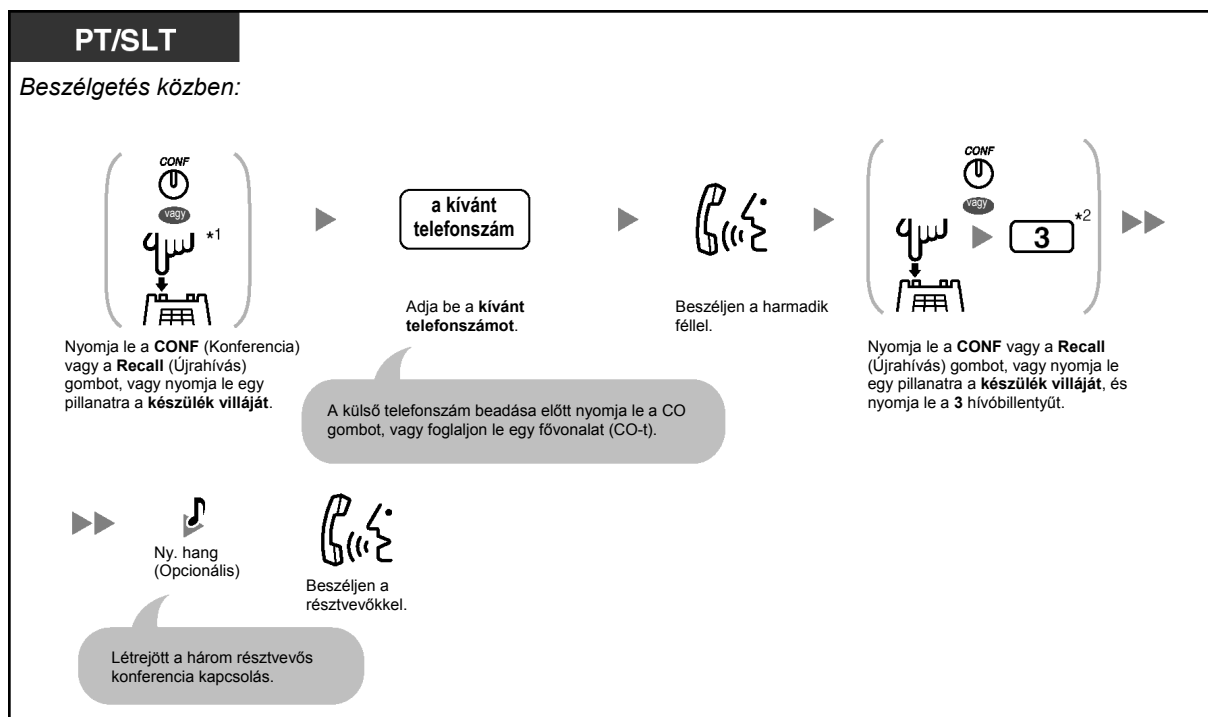 PT/SLT
Beszélgetés közben:
CONF
vagy
*1
Nyomja le a CONF (Konferencia)
vagy a Recall (Újrahívás)
gombot, vagy nyomja le egy
pillanatra a készülék villáját.
a kívánt
telefonszám
Adja be a kívánt
telefonszámot.
A külső telefonszám beadása előtt nyomja le a CO
gombot, vagy foglaljon le egy fővonalat (CO-t).
Beszéljen a harmadik
féllel.
CONF
vagy
3
*2
Nyomja le a CONF vagy a Recall
(Újrahívás) gombot, vagy nyomja le
egy pillanatra a készülék villáját, és
nyomja le a 3 hívóbillentyűt.
Ny. hang
(Opcionális)
Létrejött a három résztvevős
konferencia kapcsolás.
Beszéljen a
résztvevőkkel.